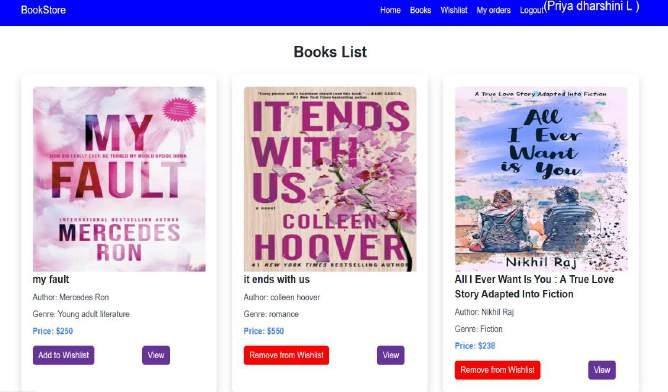 BookStore
Home Books Wishlist My orders Logout(Priya dharshini L )
Books List
MY
FAULT
INTERNATIONAL BESTSELLING AUTHOR
MERCEDES
RON
my fault
Author: Mercedes Ron
Genre: Young adult literature
Price: $250
Add to Wishlist View
IT ENDS
WITH
US
a novel
COLLEEN
HOOVER
#1 NEW YORK TIMES BESTSELLING AUTHOR
it ends with us
Author: colleen hoover
Genre: romance
Price: $550
Remove from Wishlist View
A True Love Story Adapted Into Fiction
All
I Ever
Want
is You
Nikhil Raj
All I Ever Want Is You : A True Love
Story Adapted Into Fiction
Author: Nikhil Raj
Genre: Fiction
Price: $238
Remove from Wishlist View